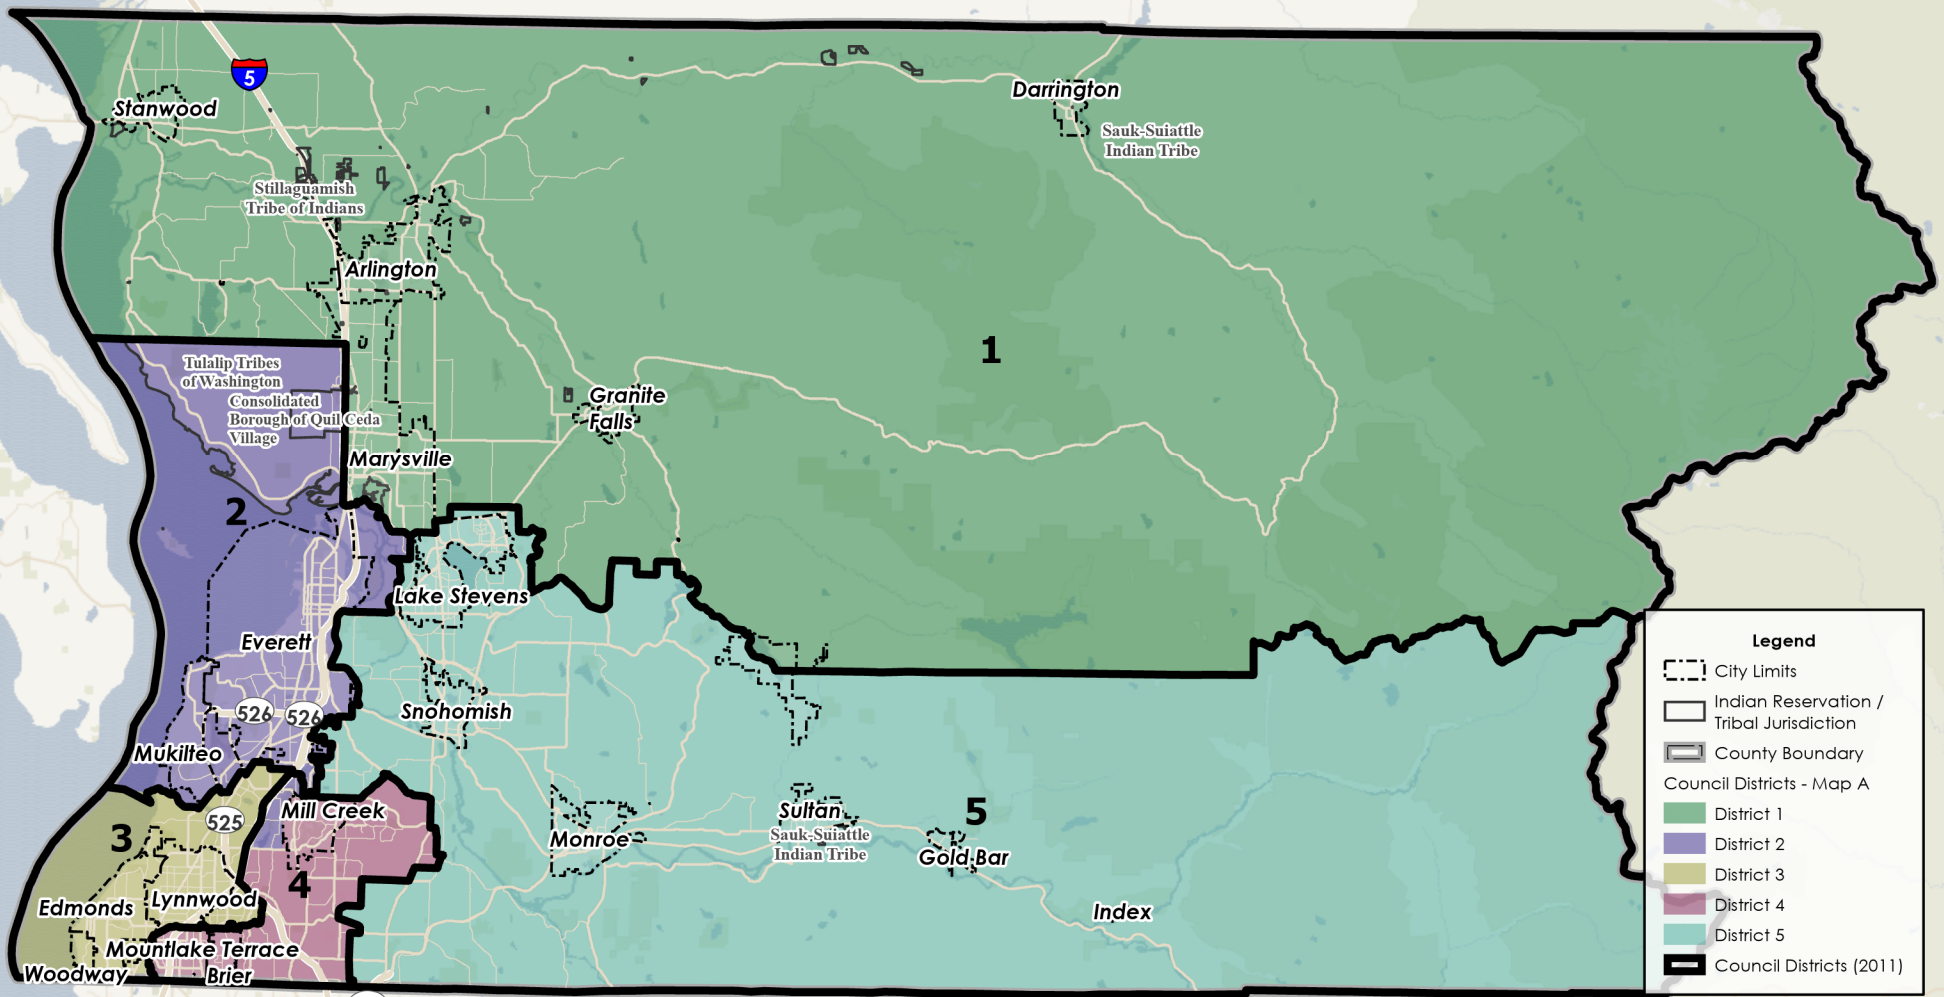 5
Stanwood
Darrington
Sauk-Suiattle
Indian Tribe
Stillaguamish
Tribe of Indians
Arlington
1
Tulalip Tribes
of Washington
Consolidated
Borough of Quil Ceda
Village
Granite
Falls
Marysville
2
Lake Stevens
Everett
526
526
Snohomish
Mukilteo
Mill Creek
525
3
Sultan
Sauk-Suiattle
Indian Tribe
5
Monroe
Gold Bar
4
Lynnwood
Edmonds
Index
Mountlake Terrace
Woodway
Brier
Legend
City Limits
Indian Reservation /
Tribal Jurisdiction
County Boundary
Council Districts - Map A
District 1
District 2
District 3
District 4
District 5
Council Districts (2011)